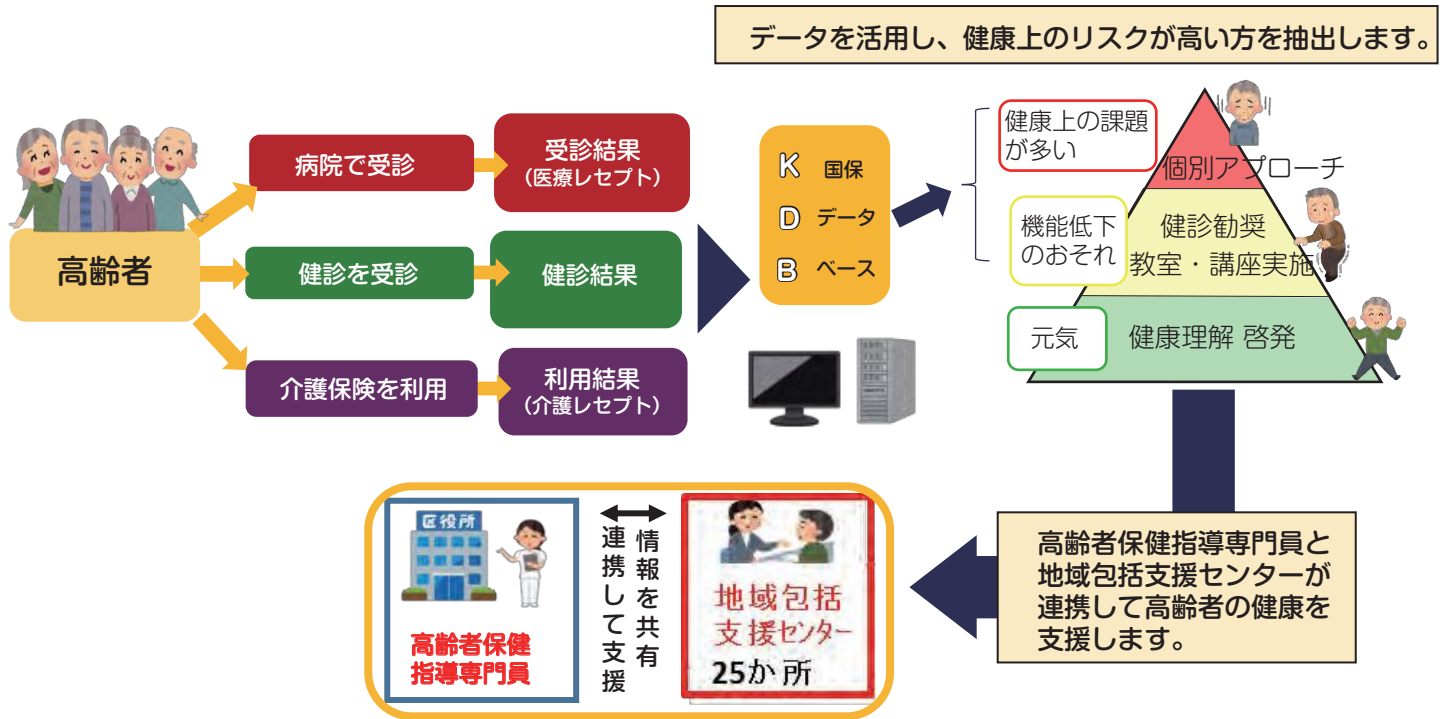 データを活用し、健康上のリスクが高い方を抽出します。
高齢者
病院で受診
受診結果
(医療レセプト)
健診を受診
健診結果
介護保険を利用
利用結果
(介護レセプト)
K 国保
D データ
B ベース
健康上の課題
が多い
個別アプローチ
機能低下
のおそれ
健診勧奨
教室・講座実施
元気
健康理解 啓発
高齢者保健指導専門員と
地域包括支援センターが
連携して高齢者の健康を
支援します。
区役所
高齢者保健
指導専門員
情報を共有
連携して支援
地域包括
支援センター
25か所